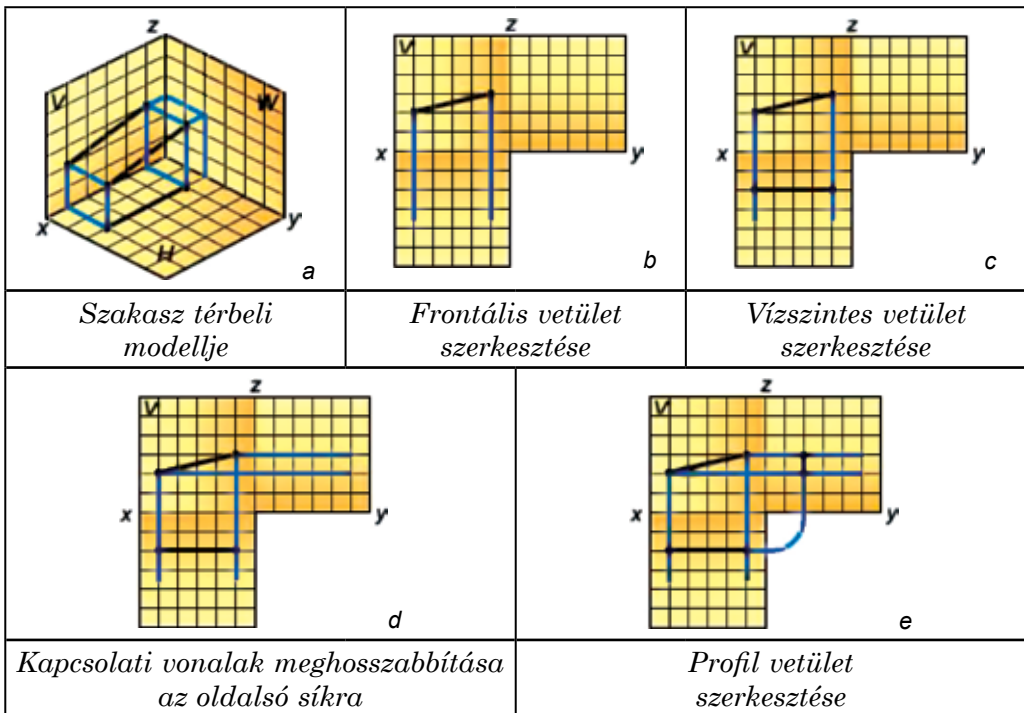 z
V
W
x
y
H
a
z
V
x
y
b
z
V
x
y
c
Szakasz térbeli
modellje
Frontális vetület
szerkesztése
Vízszintes vetület
szerkesztése
z
V
x
y
d
z
V
x
y
e
Kapcsolati vonalak meghosszabbítása
az oldalsó síkra
Profil vetület
szerkesztése